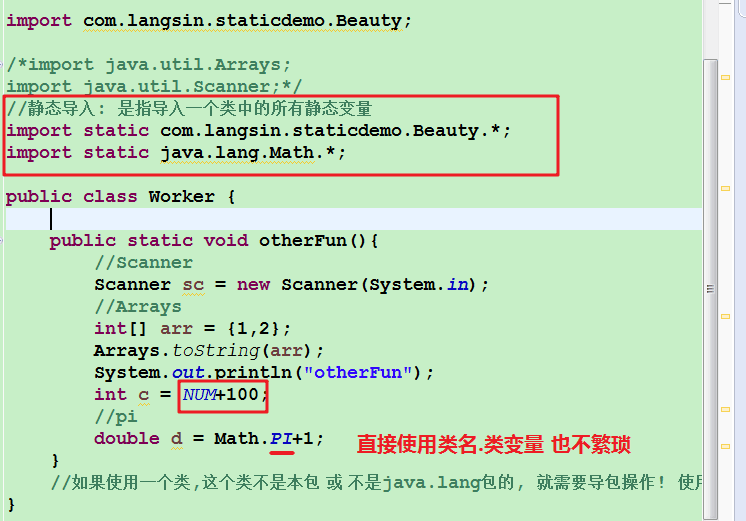 import com.langsin.staticdemo.Beauty;
/*import java.util.Arrays;
import java.util.Scanner;*/
//静态导入: 是指导入一个类中的所有静态变量
import static com.langsin.staticdemo.Beauty.*;
import static java.lang.Math.*;
public class Worker {
public static void otherFun(){
//Scanner
Scanner sc = new Scanner(System.in);
//Arrays
int[] arr = {1,2};
Arrays.toString(arr);
System.out.println("otherFun");
int c = NUM+100;
//pi
double d = Math.PI+1; 直接使用类名.类变量 也不繁琐
}
//如果使用一个类,这个类不是本包 或 不是java.lang包的, 就需要导包操作! 使用
}